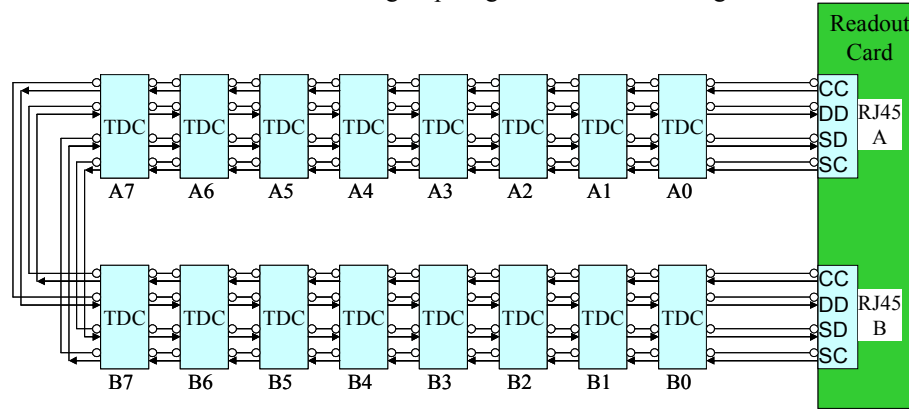 Readout
Card
CC
DD
SD
SC
RJ45
A
TDC TDC TDC TDC TDC TDC TDC TDC
A7 A6 A5 A4 A3 A2 A1 A0
CC
DD
SD
SC
RJ45
B
TDC TDC TDC TDC TDC TDC TDC TDC
B7 B6 B5 B4 B3 B2 B1 B0